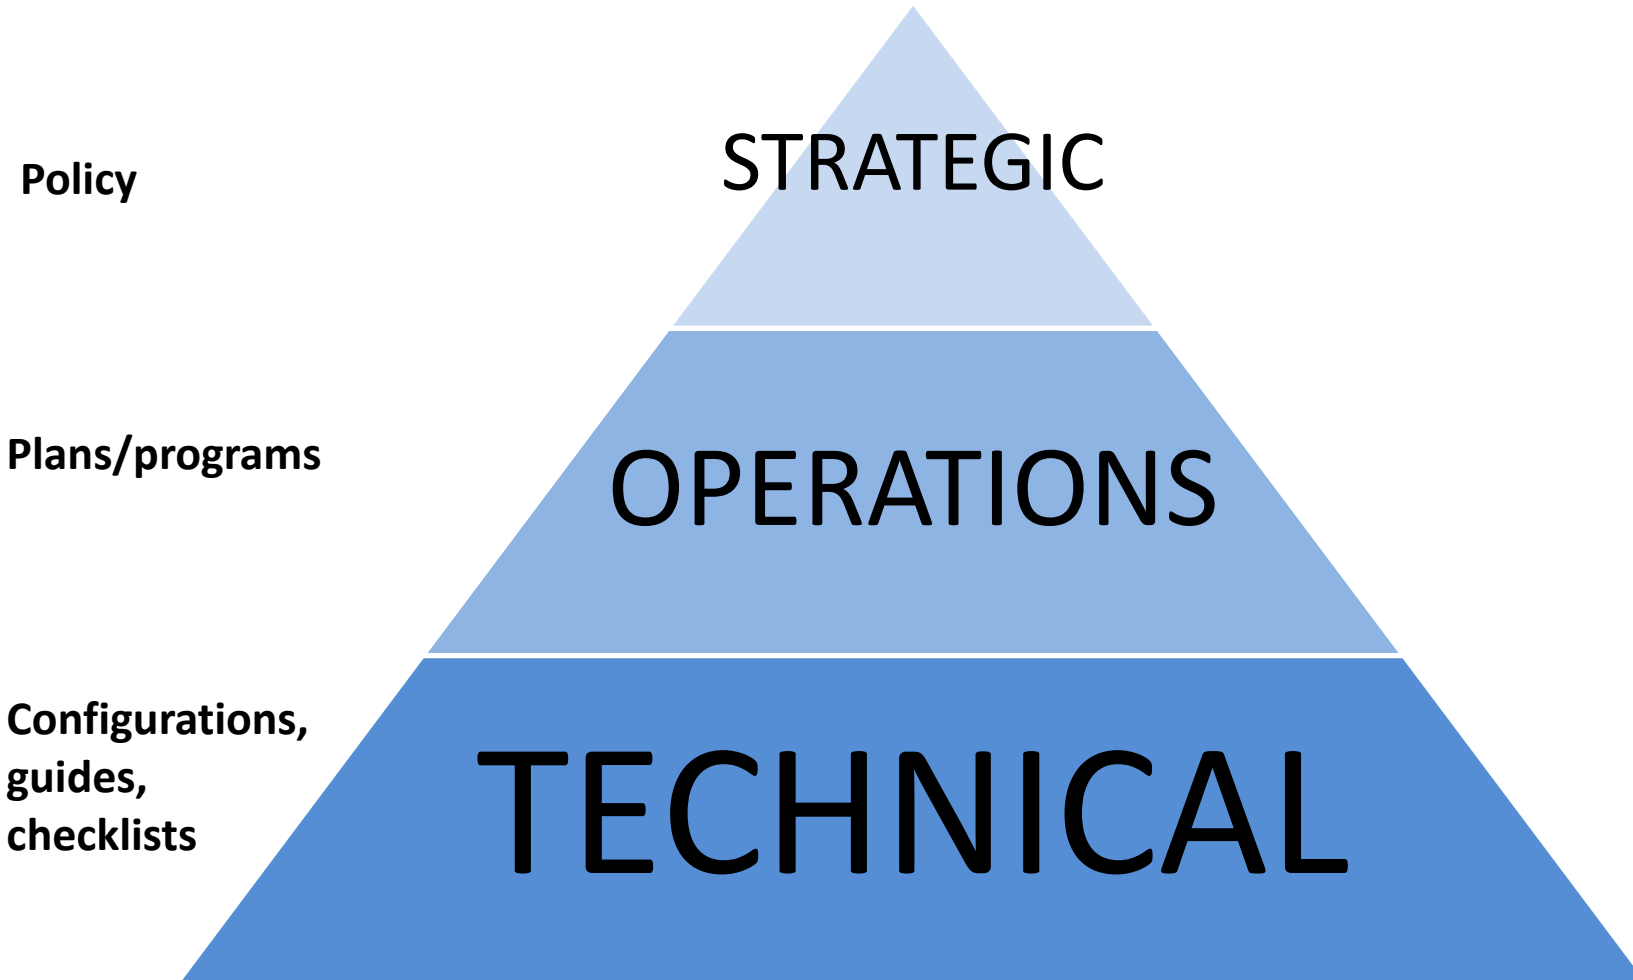 STRATEGIC
Policy
OPERATIONS
Plans/programs
TECHNICAL
Configurations,
guides,
checklists